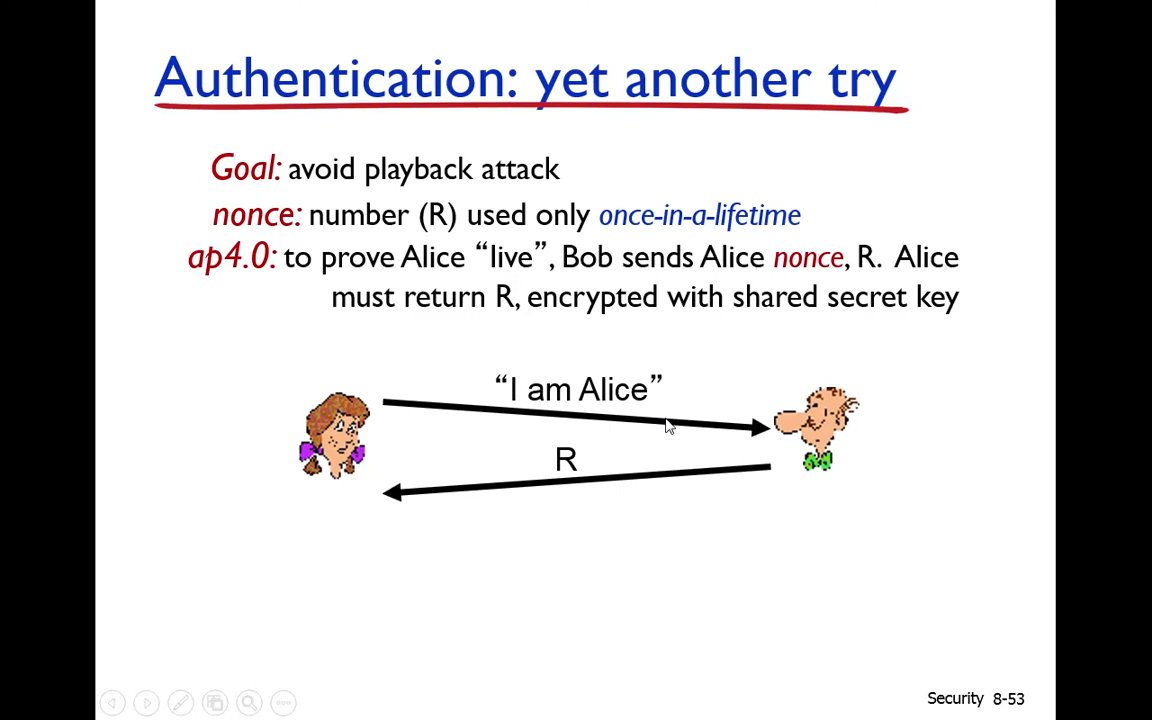 Authentication: yet another try
Goal: avoid playback attack
nonce: number (R) used only once-in-a-lifetime
ap4.0: to prove Alice “live”, Bob sends Alice nonce, R. Alice
must return R, encrypted with shared secret key
“I am Alice”
R
Security 8-53